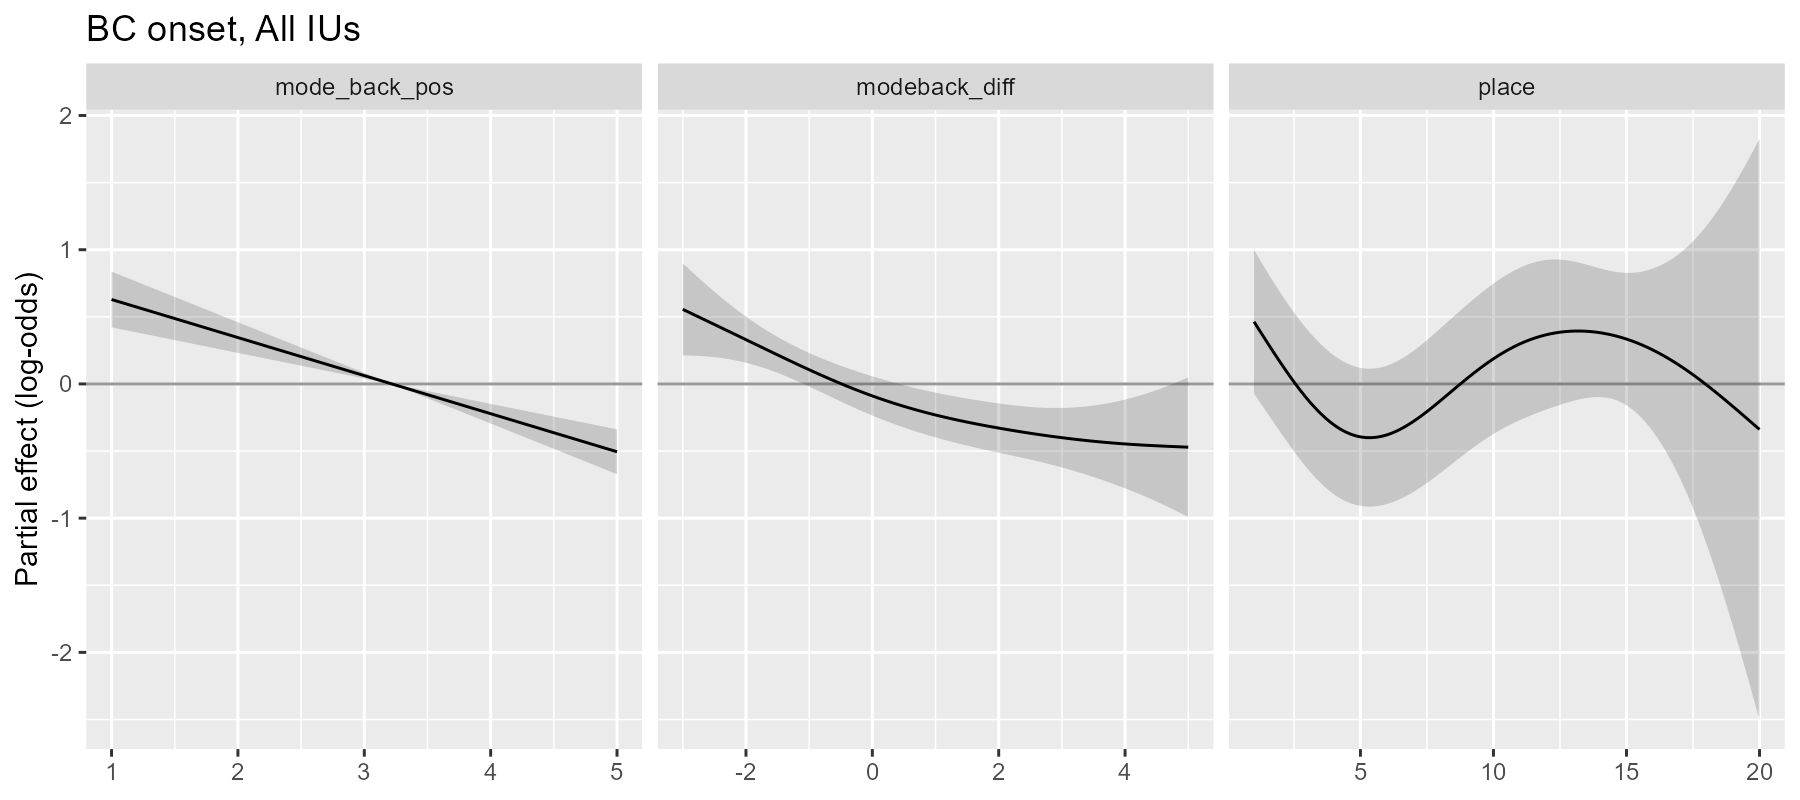 BC onset, All IUs
mode_back_pos
modeback_diff
place
Partial effect (log-odds)
2
1
0
-1
-2
1 2 3 4 5
-2 0 2 4
5 10 15 20